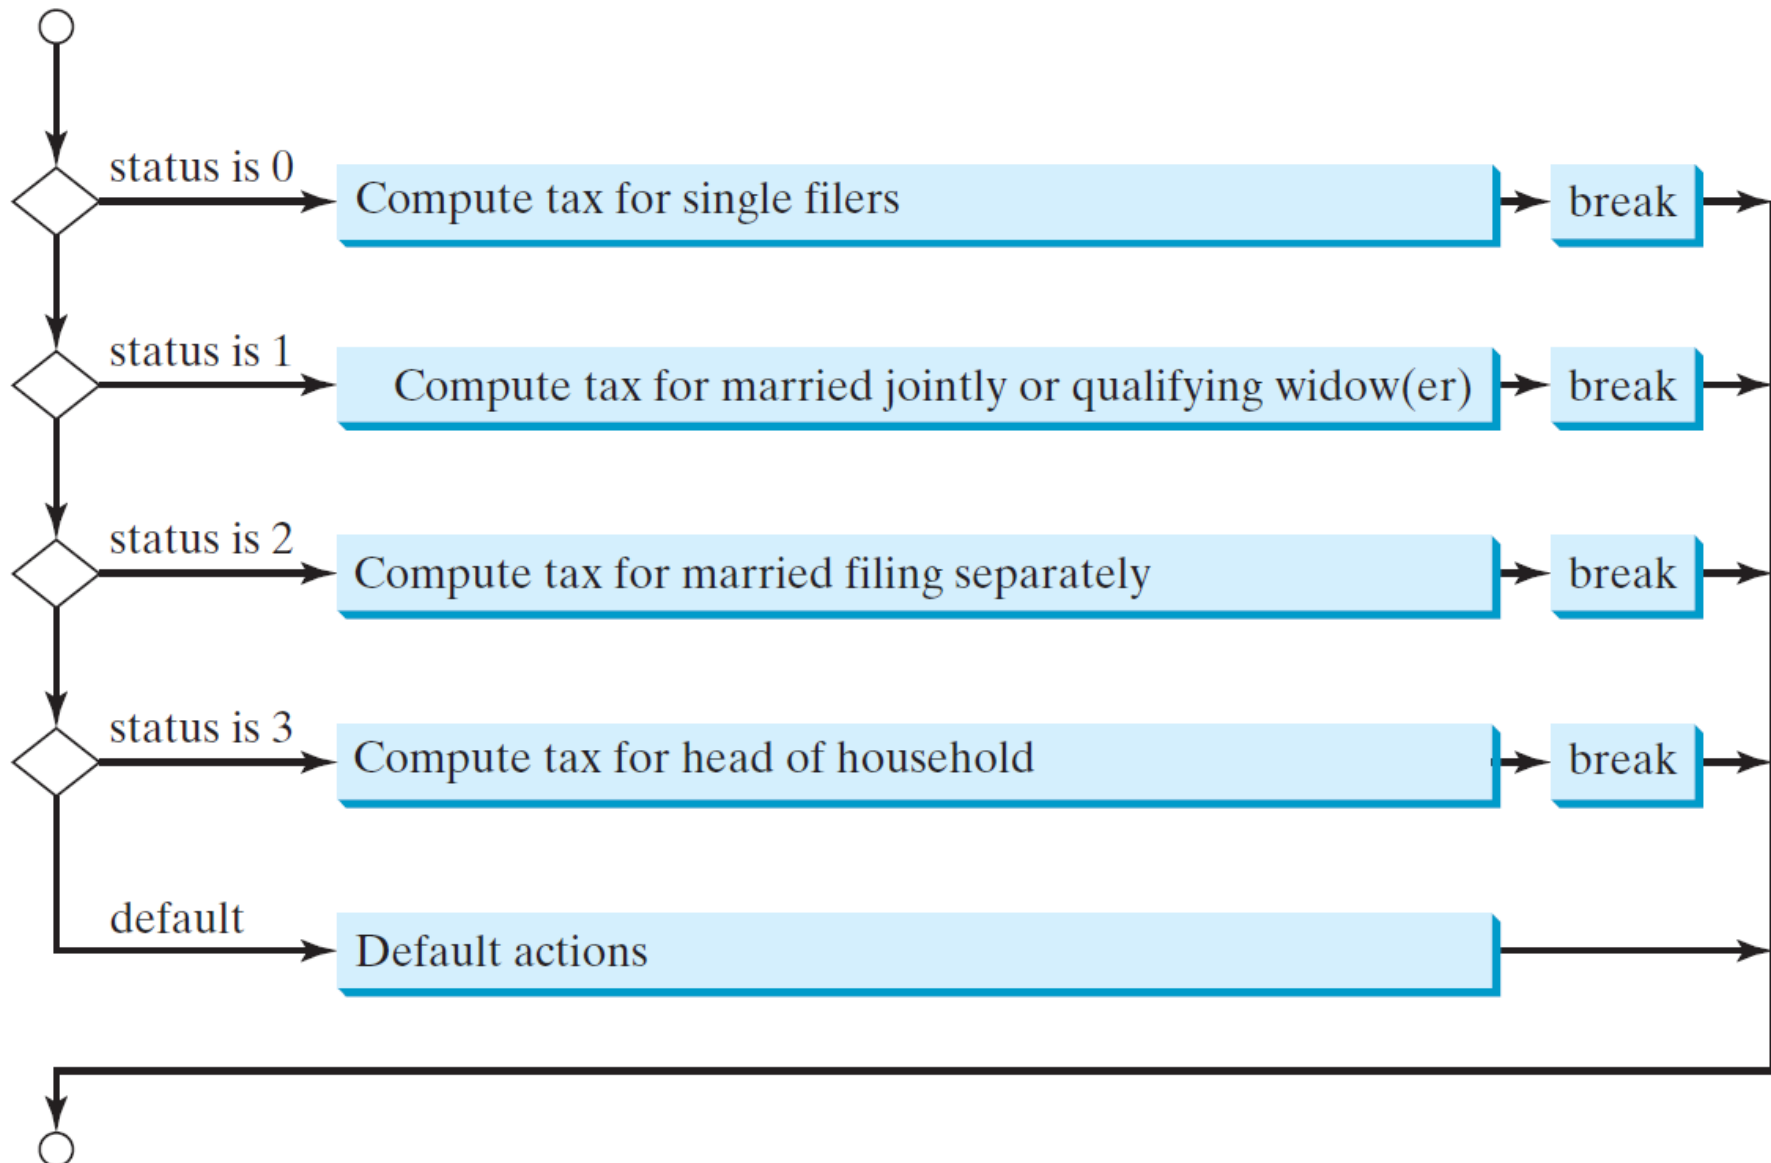 status is 0
Compute tax for single filers
break
status is 1
Compute tax for married jointly or qualifying widow(er)
break
status is 2
Compute tax for married filing separately
break
status is 3
Compute tax for head of household
break
default
Default actions